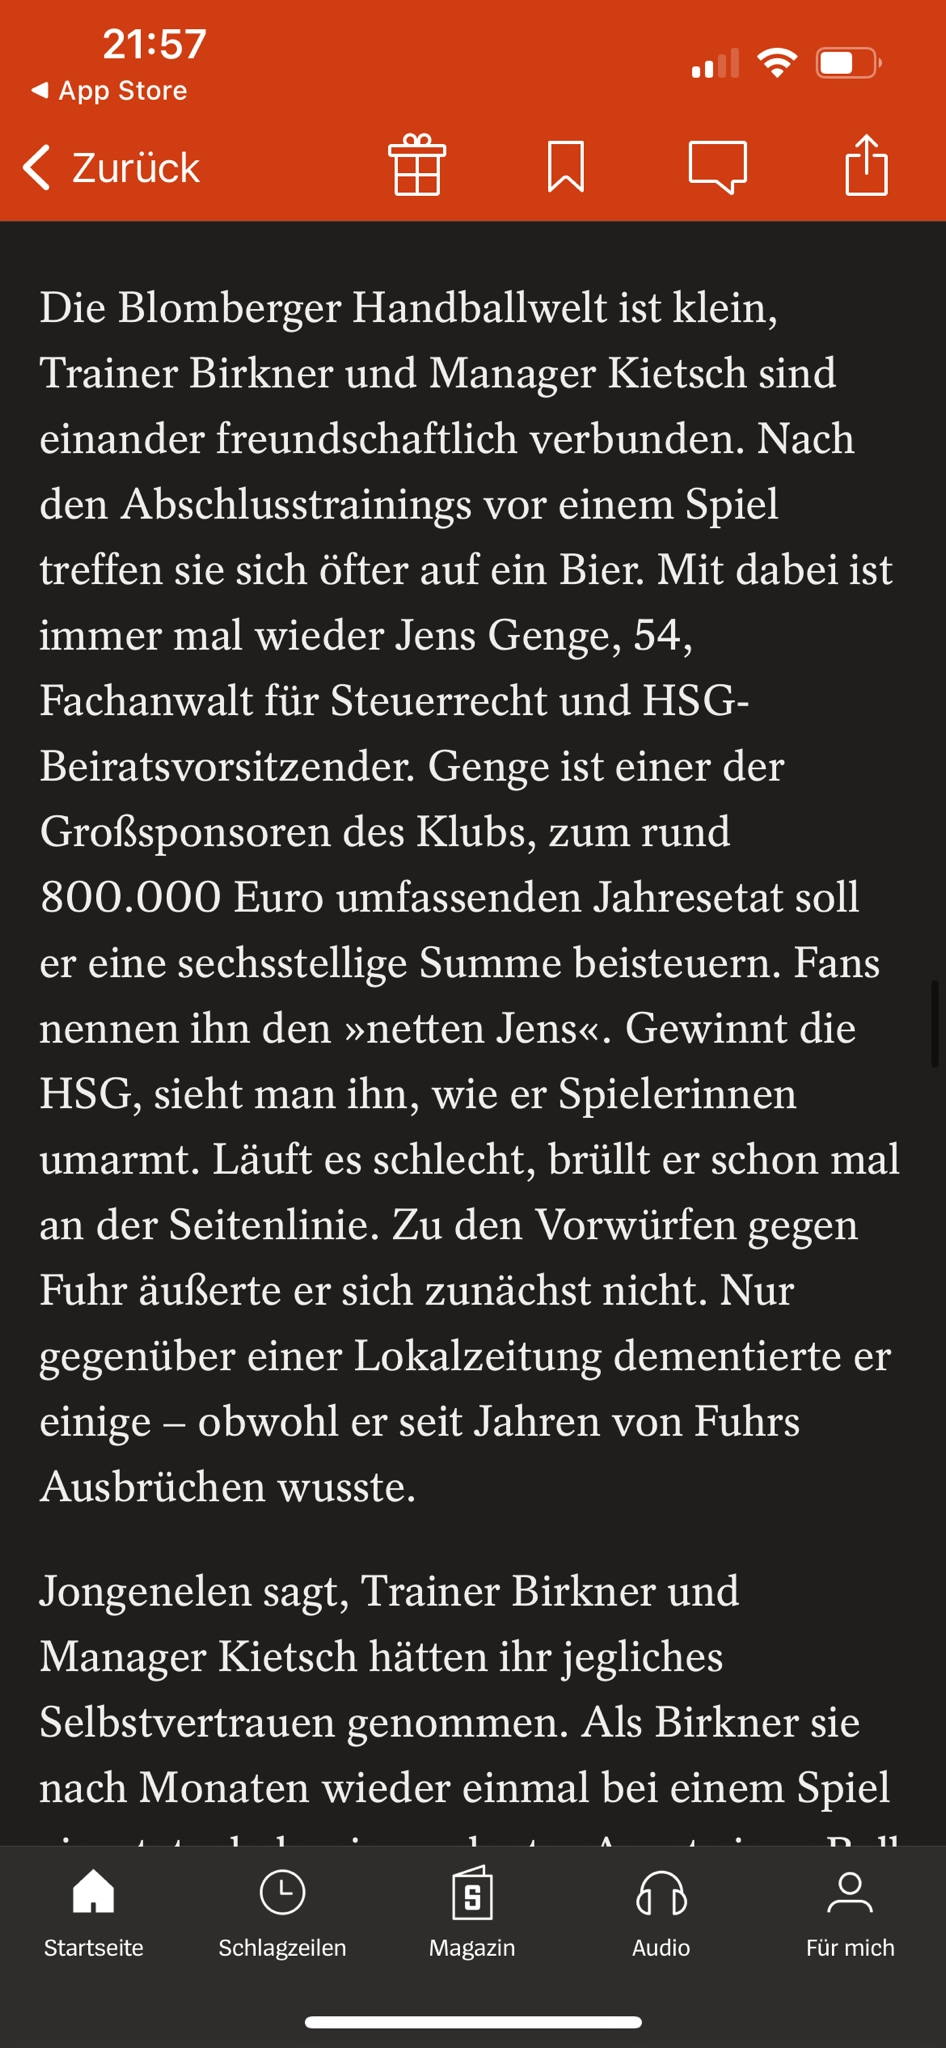 21:57
App Store
Zurück
Die Blomberger Handballwelt ist klein,
Trainer Birkner und Manager Kietsch sind
einander freundschaftlich verbunden. Nach
den Abschlusstrainings vor einem Spiel
treffen sie sich öfter auf ein Bier. Mit dabei ist
immer mal wieder Jens Genge, 54,
Fachanwalt für Steuerrecht und HSG-
Beiratsvorsitzender. Genge ist einer der
Großsponsoren des Klubs, zum rund
800.000 Euro umfassenden Jahresetat soll
er eine sechsstellige Summe beisteuern. Fans
nennen ihn den »netten Jens«. Gewinnt die
HSG, sieht man ihn, wie er Spielerinnen
umarmt. Läuft es schlecht, brüllt er schon mal
an der Seitenlinie. Zu den Vorwürfen gegen
Fuhr äußerte er sich zunächst nicht. Nur
gegenüber einer Lokalzeitung dementierte er
einige – obwohl er seit Jahren von Fuhrs
Ausbrüchen wusste.
Jongenelen sagt, Trainer Birkner und
Manager Kietsch hätten ihr jegliches
Selbstvertrauen genommen. Als Birkner sie
nach Monaten wieder einmal bei einem Spiel
Startseite
Schlagzeilen
S
Magazin
Audio
Für mich